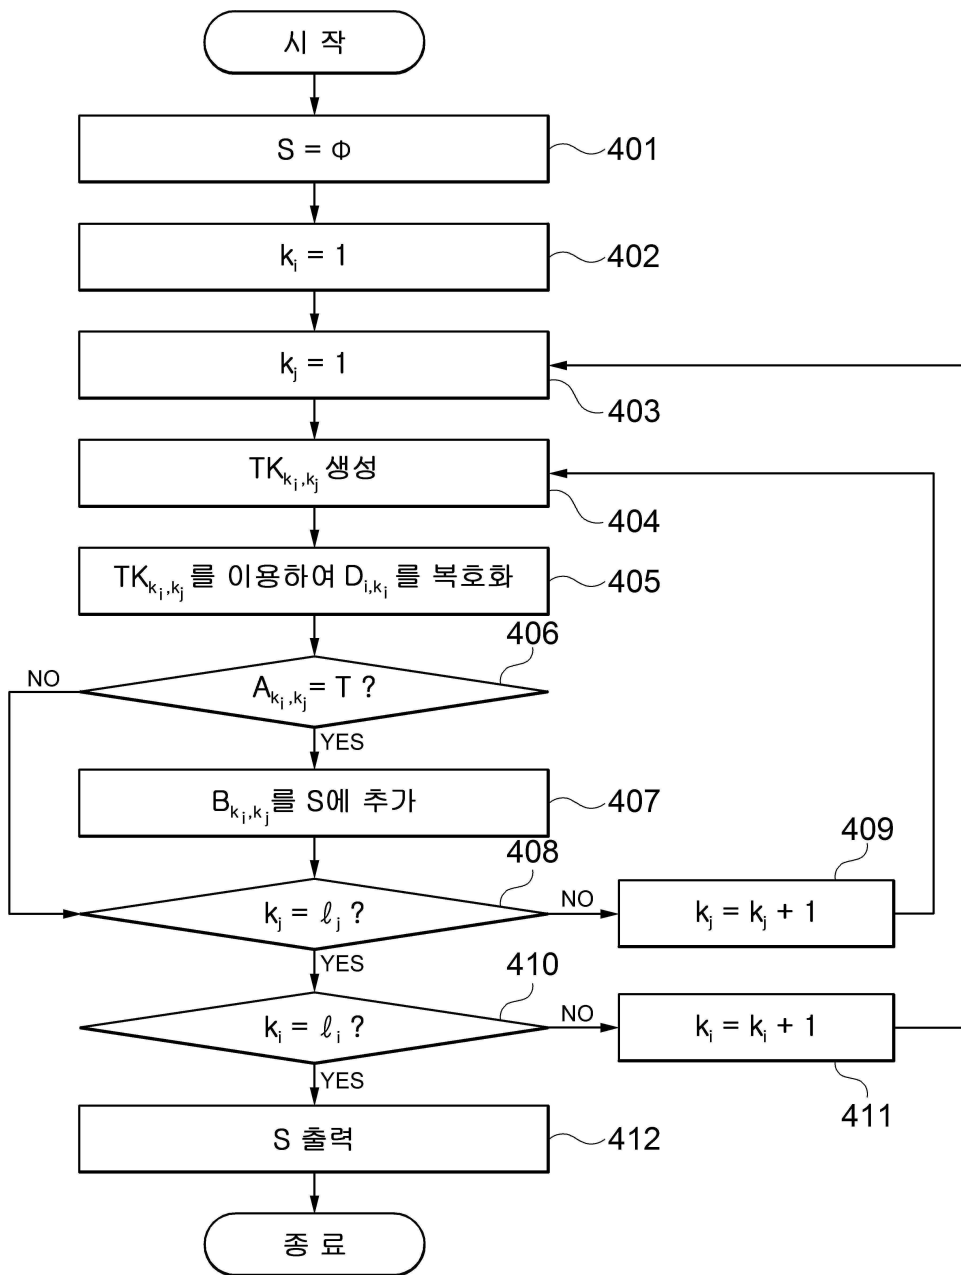 시 작
S = Φ
401
k_i = 1
402
k_j = 1
403
TK_{k_i,k_j} 생성
404
TK_{k_i,k_j} 를 이용하여 D_{i,k_i} 를 복호화
405
406
NO
A_{k_i,k_j} = T ?
YES
B_{k_i,k_j} 를 S에 추가
407
408
409
k_j = ℓ_j ?
NO
k_j = k_j + 1
YES
410
k_i = ℓ_i ?
NO
k_i = k_i + 1
YES
411
S 출력
412
종 료